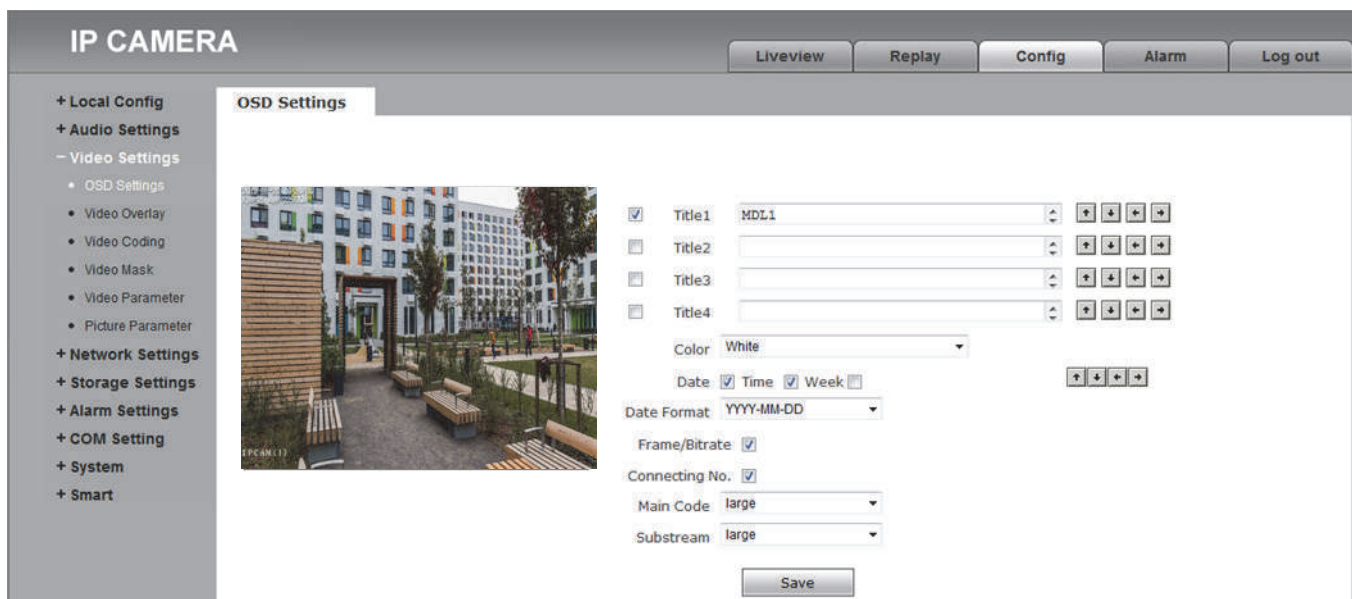 IP CAMERA
Liveview
Replay
Config
Alarm
Log out
+ Local Config
+ Audio Settings
− Video Settings
• OSD Settings
• Video Overlay
• Video Coding
• Video Mask
• Video Parameter
• Picture Parameter
+ Network Settings
+ Storage Settings
+ Alarm Settings
+ COM Setting
+ System
+ Smart
OSD Settings
IPCAM(1)
Title1 MDL1
Title2
Title3
Title4
Color White
Date Time Week
Date Format YYYY-MM-DD
Frame/Bitrate
Connecting No.
Main Code large
Substream large
Save